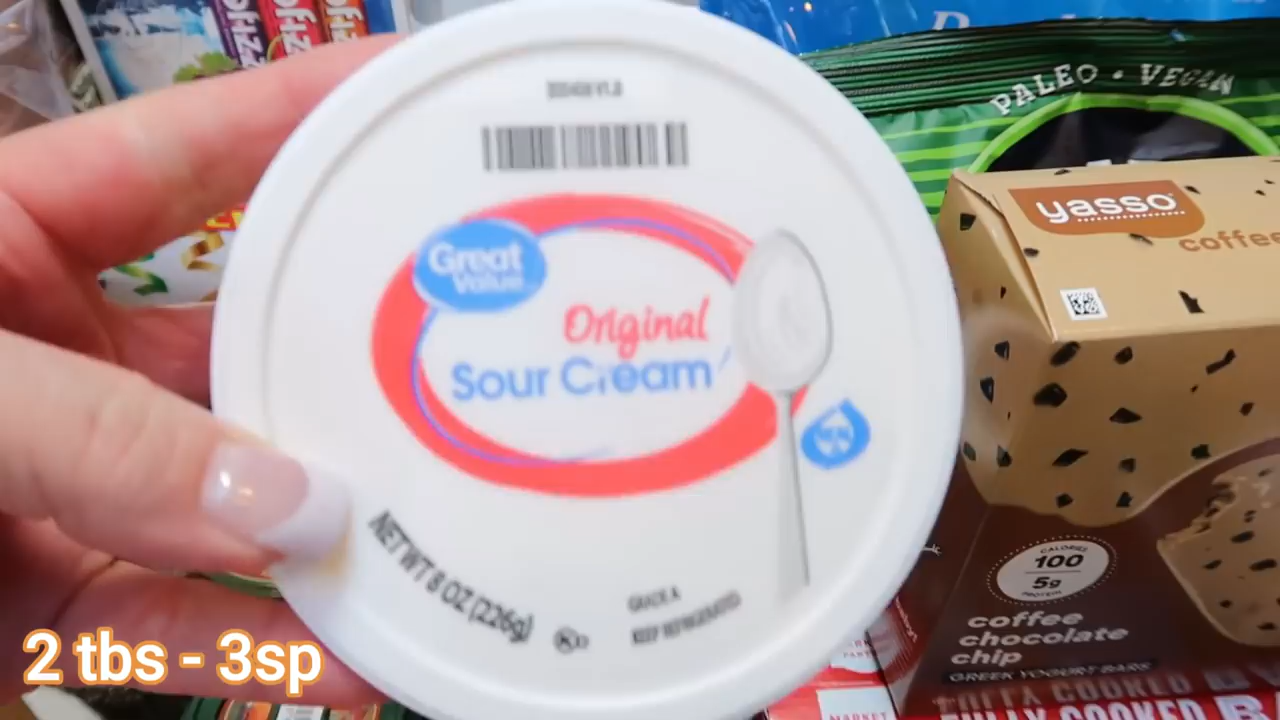 Great
Value
Original
Sour Cream
NET WT 8 OZ (226g)
GRADE A
KEEP REFRIGERATED
PALEO • VEGAN
yasso
coffee
CALORIES
100
5g
PROTEIN
coffee
chocolate
chip
GREEK YOGURT BARS
FULLY COOKED
MARKET
2 tbs - 3sp